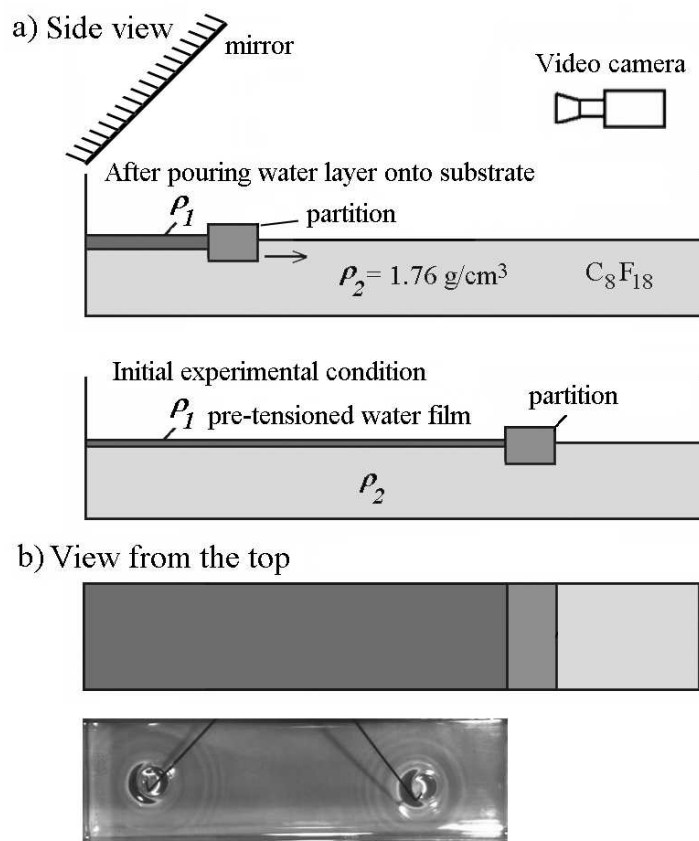 a) Side view
mirror
Video camera
After pouring water layer onto substrate
ρ1
partition
ρ2 = 1.76 g/cm³
C8F18
Initial experimental condition
ρ1
pre-tensioned water film
partition
ρ2
b) View from the top